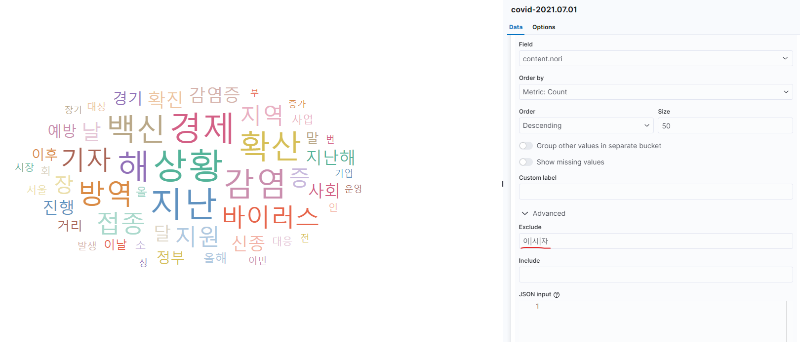 경기 확진 감염증 부
장기 대상 백신 경제 지역 증가 사업
예방 날 확산 말 번
이후 기자 해 상황 지난해
시장 회 감염 증 기업
서울 장 방역 올 지난 사회 운영
진행 접종 바이러스 인
거리 달 지원 신종 대응 전
발생 이날 소 정부 올해 이번
심
covid-2021.07.01
Data Options
Field
content.nori
Order by
Metric: Count
Order Size
Descending 50
Group other values in separate bucket
Show missing values
Custom label
Advanced
Exclude
에|시|자
Include
JSON input
1